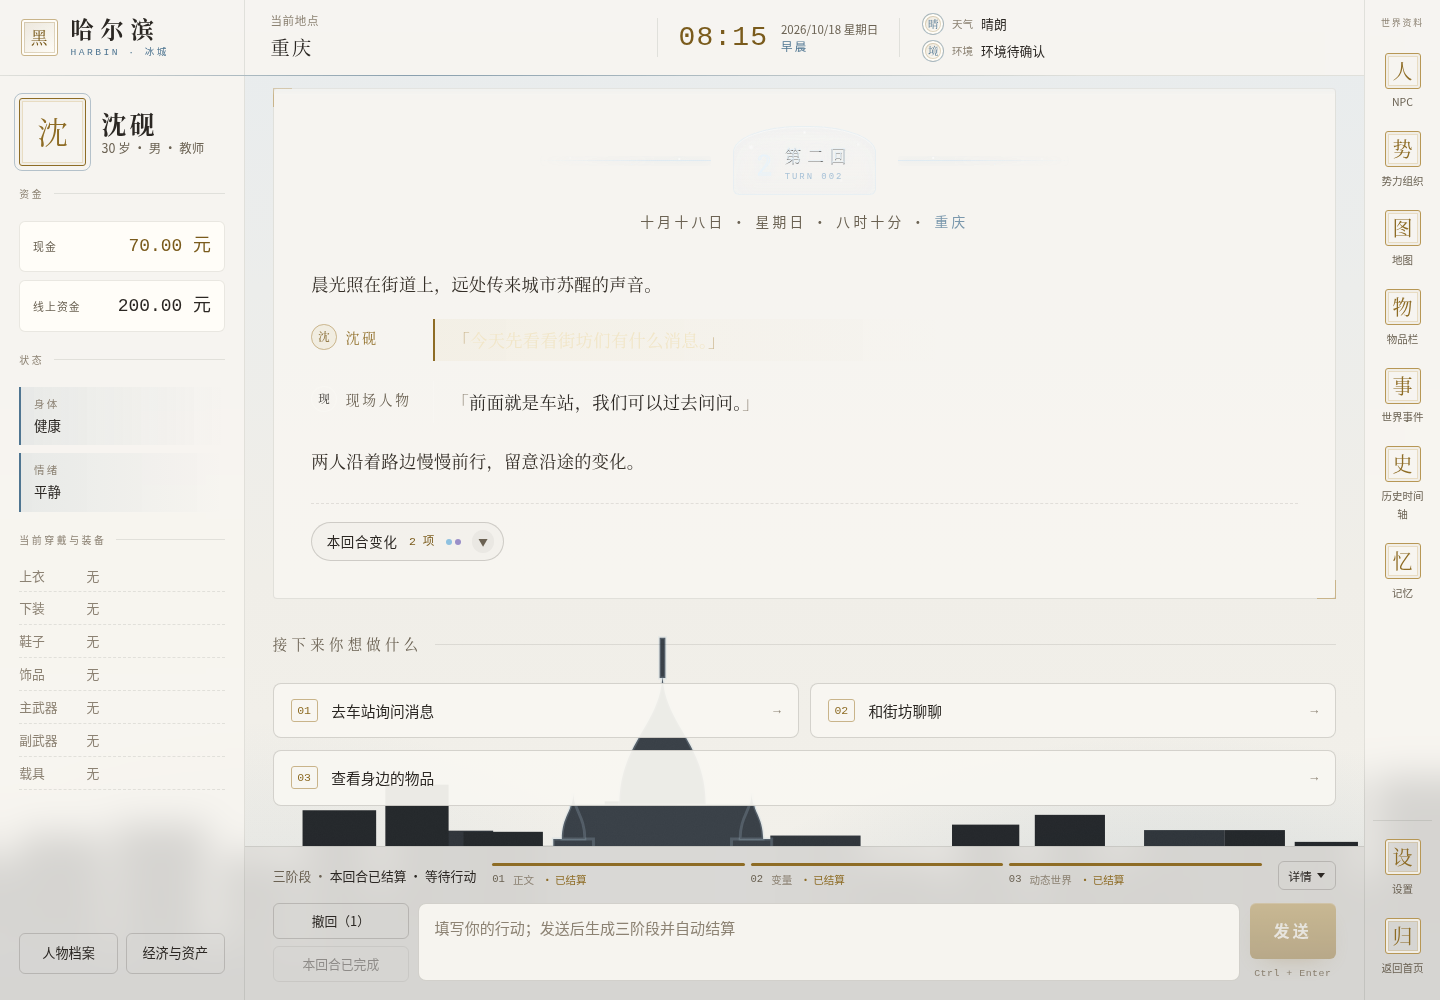 黑
哈尔滨
HARBIN · 冰城
当前地点
重庆
08:15
2026/10/18 星期日
早晨
晴 天气 晴朗
境 环境 环境待确认
世界资料
沈
沈砚
30 岁 • 男 • 教师
资金
现金 70.00 元
线上资金 200.00 元
状态
身体
健康
情绪
平静
当前穿戴与装备
上衣 无
下装 无
鞋子 无
饰品 无
主武器 无
副武器 无
载具 无
人物档案
经济与资产
第二回
TURN 002
十月十八日 • 星期日 • 八时十分 • 重庆
晨光照在街道上，远处传来城市苏醒的声音。
沈 沈砚 「今天先看看街坊们有什么消息。」
现 现场人物 「前面就是车站，我们可以过去问问。」
两人沿着路边慢慢前行，留意沿途的变化。
本回合变化 2 项 ▼
接下来你想做什么
01 去车站询问消息 →
02 和街坊聊聊 →
03 查看身边的物品 →
三阶段 • 本回合已结算 • 等待行动
01 正文 • 已结算
02 变量 • 已结算
03 动态世界 • 已结算
详情
撤回（1）
本回合已完成
填写你的行动；发送后生成三阶段并自动结算
发送
Ctrl + Enter
人
NPC
势
势力组织
图
地图
物
物品栏
事
世界事件
史
历史时间
轴
忆
记忆
设
设置
归
返回首页